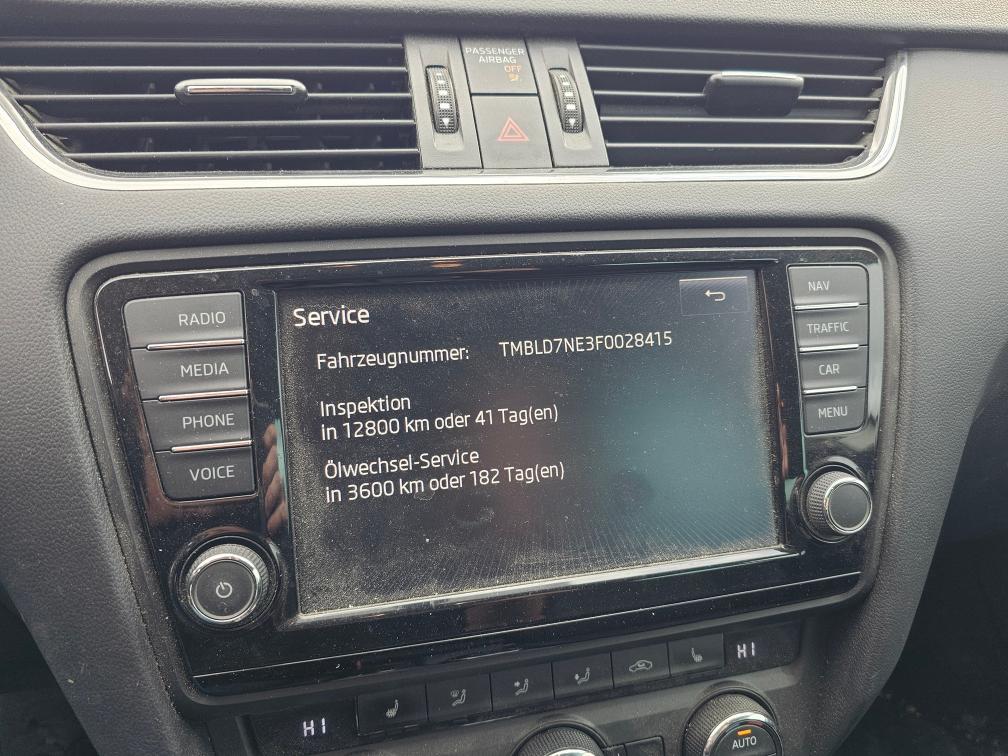 PASSENGER
AIRBAG
OFF
RADIO
MEDIA
PHONE
VOICE
Service
Fahrzeugnummer: TMBLD7NE3F0028415
Inspektion
in 12800 km oder 41 Tag(en)
Ölwechsel-Service
in 3600 km oder 182 Tag(en)
NAV
TRAFFIC
CAR
MENU
HI
HI
AUTO